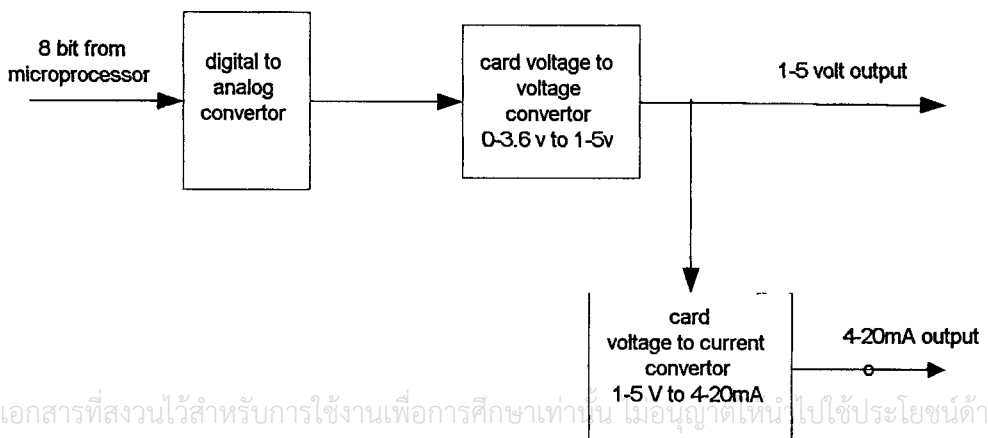 8 bit from
microprocessor
digital to
analog
convertor
card voltage to
voltage
convertor
0-3.6 v to 1-5v
1-5 volt output
card
voltage to current
convertor
1-5 V to 4-20mA
4-20mA output
เอกสารที่สงวนไว้สำหรับการใช้งานเพื่อการศึกษาเท่านั้น ไม่อนุญาตให้นำไปใช้ประโยชน์ด้า